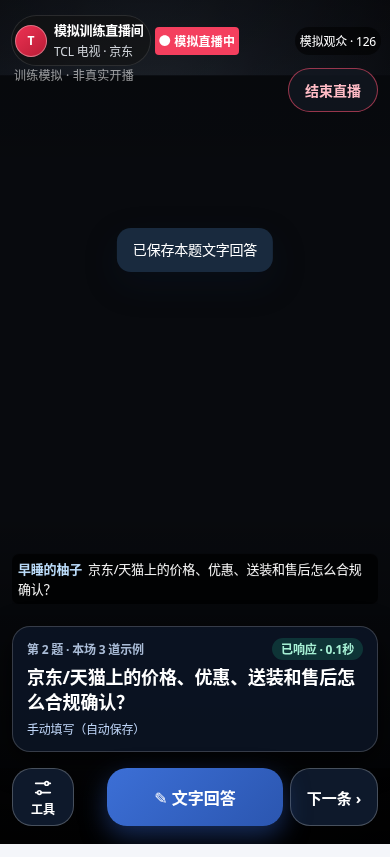 T
模拟训练直播间
TCL 电视 · 京东
模拟直播中
模拟观众 · 126
训练模拟 · 非真实开播
结束直播
已保存本题文字回答
早睡的柚子 京东/天猫上的价格、优惠、送装和售后怎么合规
确认?
第 2 题 · 本场 3 道示例
已响应 · 0.1秒
京东/天猫上的价格、优惠、送装和售后怎
么合规确认?
手动填写（自动保存）
工具
✎ 文字回答
下一条 ›